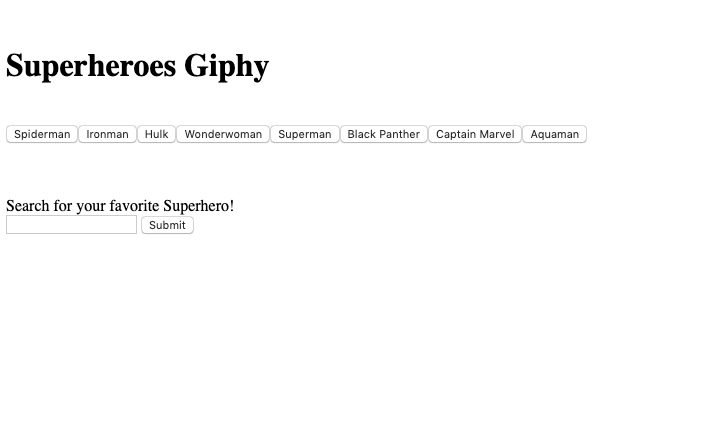 Superheroes Giphy
Spiderman Ironman Hulk Wonderwoman Superman Black Panther Captain Marvel Aquaman
Search for your favorite Superhero!
Submit